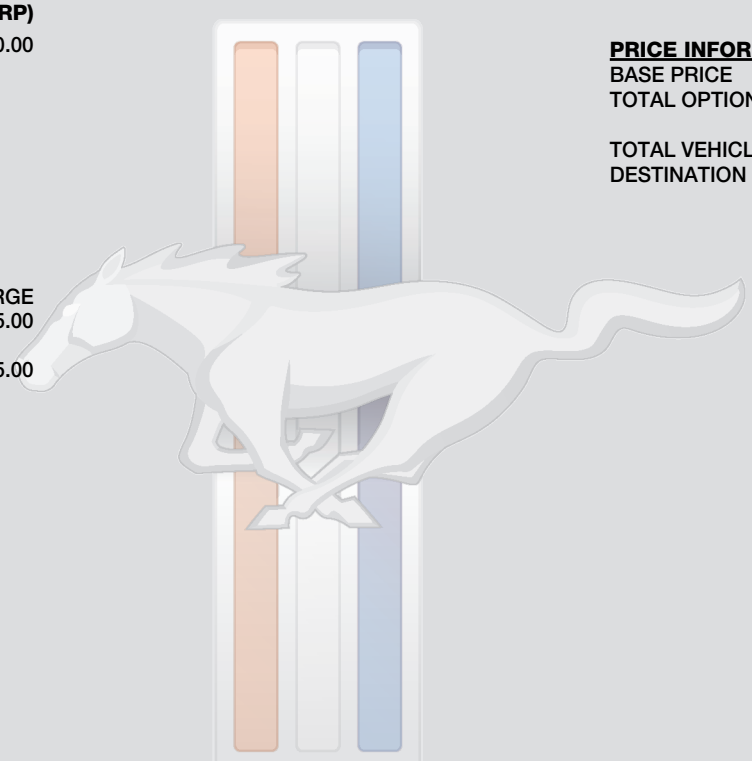 RP)
0.00
RGE
5.00
5.00
PRICE INFOR
BASE PRICE
TOTAL OPTION
TOTAL VEHICL
DESTINATION